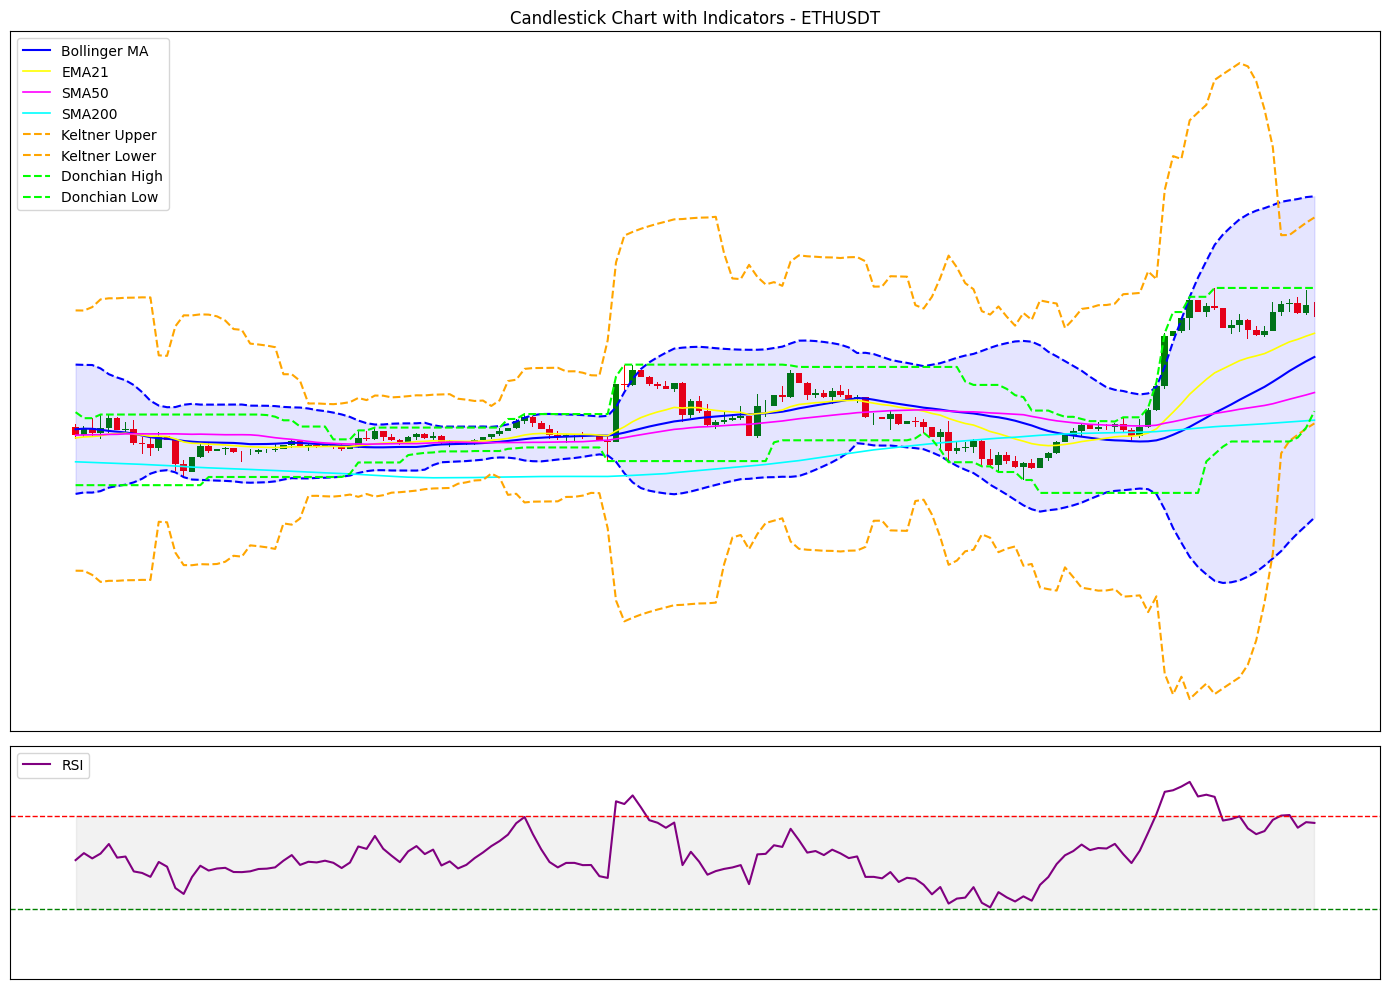 Candlestick Chart with Indicators - ETHUSDT
Bollinger MA
EMA21
SMA50
SMA200
Keltner Upper
Keltner Lower
Donchian High
Donchian Low
RSI